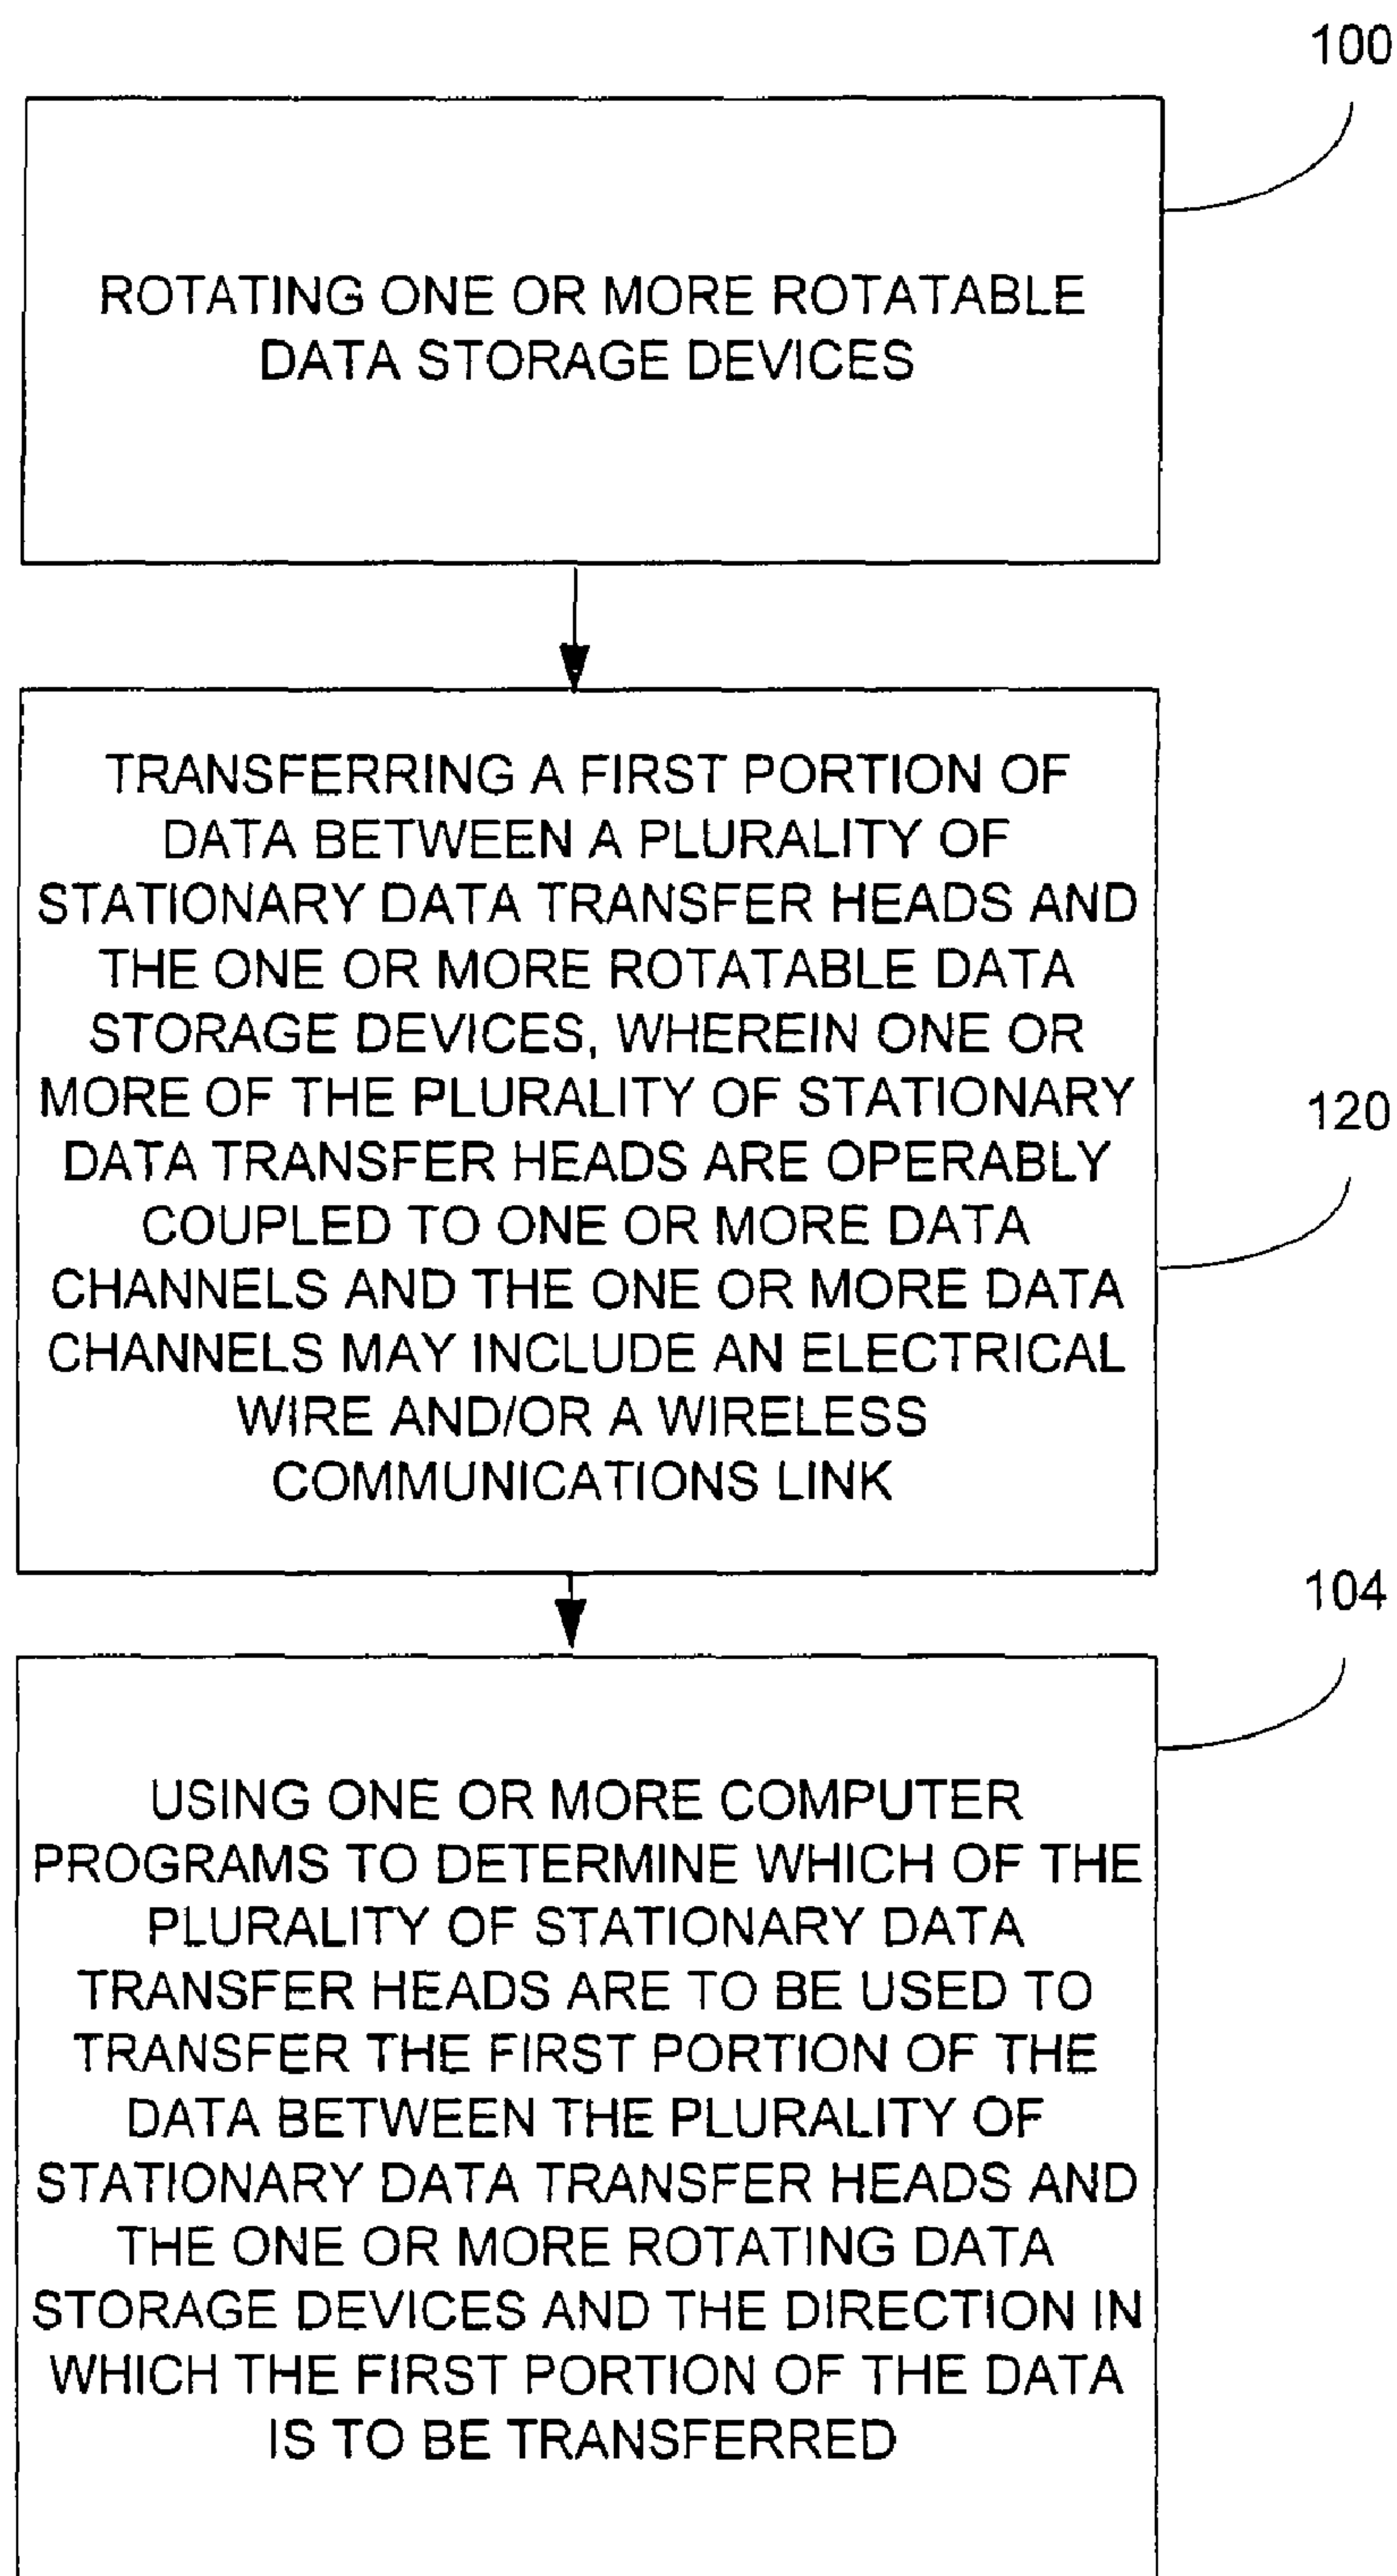 100
ROTATING ONE OR MORE ROTATABLE
DATA STORAGE DEVICES
TRANSFERRING A FIRST PORTION OF
DATA BETWEEN A PLURALITY OF
STATIONARY DATA TRANSFER HEADS AND
THE ONE OR MORE ROTATABLE DATA
STORAGE DEVICES, WHEREIN ONE OR
MORE OF THE PLURALITY OF STATIONARY
DATA TRANSFER HEADS ARE OPERABLY
COUPLED TO ONE OR MORE DATA
CHANNELS AND THE ONE OR MORE DATA
CHANNELS MAY INCLUDE AN ELECTRICAL
WIRE AND/OR A WIRELESS
COMMUNICATIONS LINK
120
104
USING ONE OR MORE COMPUTER
PROGRAMS TO DETERMINE WHICH OF THE
PLURALITY OF STATIONARY DATA
TRANSFER HEADS ARE TO BE USED TO
TRANSFER THE FIRST PORTION OF THE
DATA BETWEEN THE PLURALITY OF
STATIONARY DATA TRANSFER HEADS AND
THE ONE OR MORE ROTATING DATA
STORAGE DEVICES AND THE DIRECTION IN
WHICH THE FIRST PORTION OF THE DATA
IS TO BE TRANSFERRED